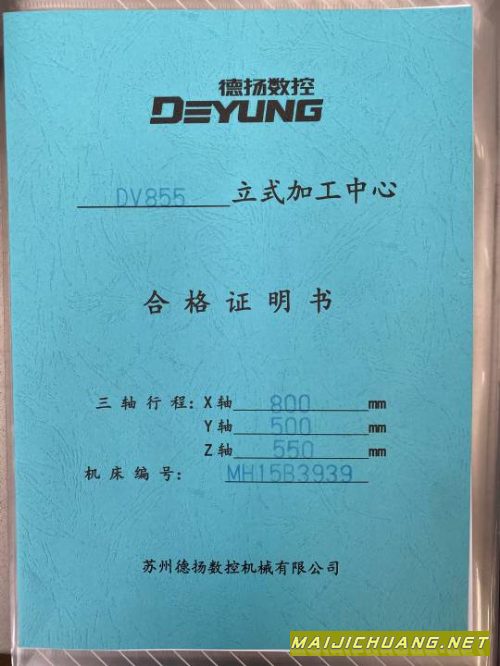 德扬数控
DEYUNG
DV855 立式加工中心
合格证明书
三轴行程: X轴 800 mm
Y轴 500 mm
Z轴 550 mm
机床编号: MH15B3939
苏州德扬数控机械有限公司
MAIJICHUANG.NET